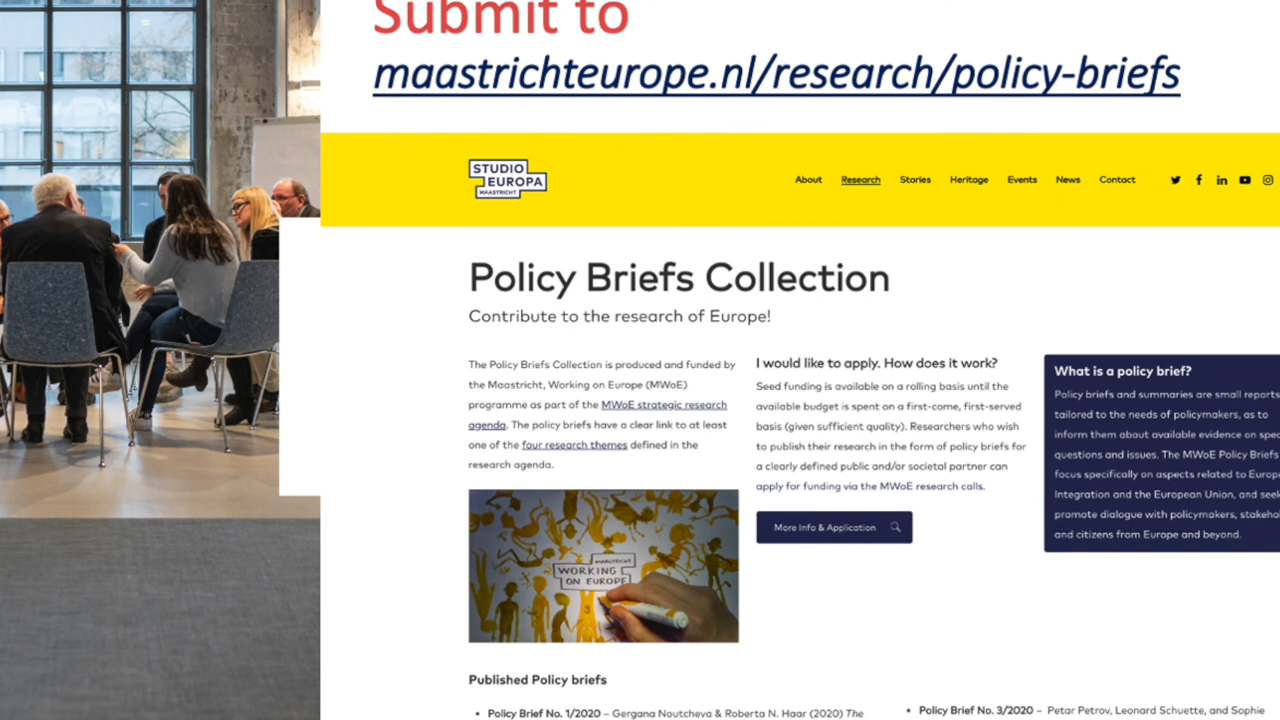 Submit to
maastrichteurope.nl/research/policy-briefs
STUDIO
EUROPA
MAASTRICHT
About Research Stories Heritage Events News Contact
Policy Briefs Collection
Contribute to the research of Europe!
The Policy Briefs Collection is produced and funded by
the Maastricht, Working on Europe (MWoE)
programme as part of the MWoE strategic research
agenda. The policy briefs have a clear link to at least
one of the four research themes defined in the
research agenda.
MAASTRICHT
WORKING
ON EUROPE
I would like to apply. How does it work?
Seed funding is available on a rolling basis until the
available budget is spent on a first-come, first-served
basis (given sufficient quality). Researchers who wish
to publish their research in the form of policy briefs for
a clearly defined public and/or societal partner can
apply for funding via the MWoE research calls.
More Info & Application
What is a policy brief?
Policy briefs and summaries are small reports
tailored to the needs of policymakers, as to
inform them about available evidence on
questions and issues. The MWoE Policy Briefs
focus specifically on aspects related to
Integration and the European Union, and seek
promote dialogue with policymakers,
and citizens from Europe and beyond.
Published Policy briefs
• Policy Brief No. 1/2020 – Gergana Noutcheva & Roberta N. Haar (2020) The
• Policy Brief No. 3/2020 – Petar Petrov, Leonard Schuette, and Sophie